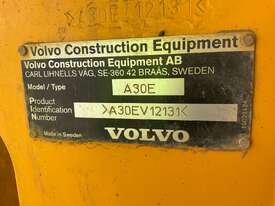 >A30EV12131<
Volvo Construction Equipment
Volvo Construction Equipment AB
CARL LIHNELLS VÄG, SE-360 42 BRAÅS, SWEDEN
Model / Type A30E
Product
Identification >A30EV12131<
Number
Made in Sweden VOLVO